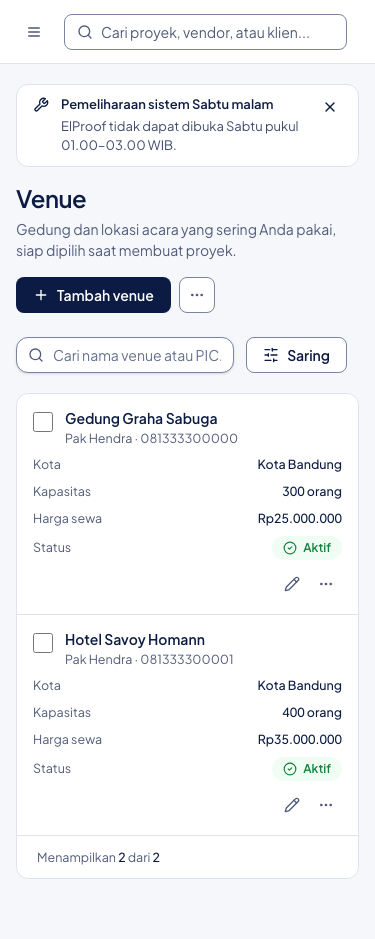 Cari proyek, vendor, atau klien...
Pemeliharaan sistem Sabtu malam
ElProof tidak dapat dibuka Sabtu pukul
01.00–03.00 WIB.
Venue
Gedung dan lokasi acara yang sering Anda pakai,
siap dipilih saat membuat proyek.
Tambah venue
Cari nama venue atau PIC.
Saring
Gedung Graha Sabuga
Pak Hendra · 081333300000
Kota Kota Bandung
Kapasitas 300 orang
Harga sewa Rp25.000.000
Status Aktif
Hotel Savoy Homann
Pak Hendra · 081333300001
Kota Kota Bandung
Kapasitas 400 orang
Harga sewa Rp35.000.000
Status Aktif
Menampilkan 2 dari 2